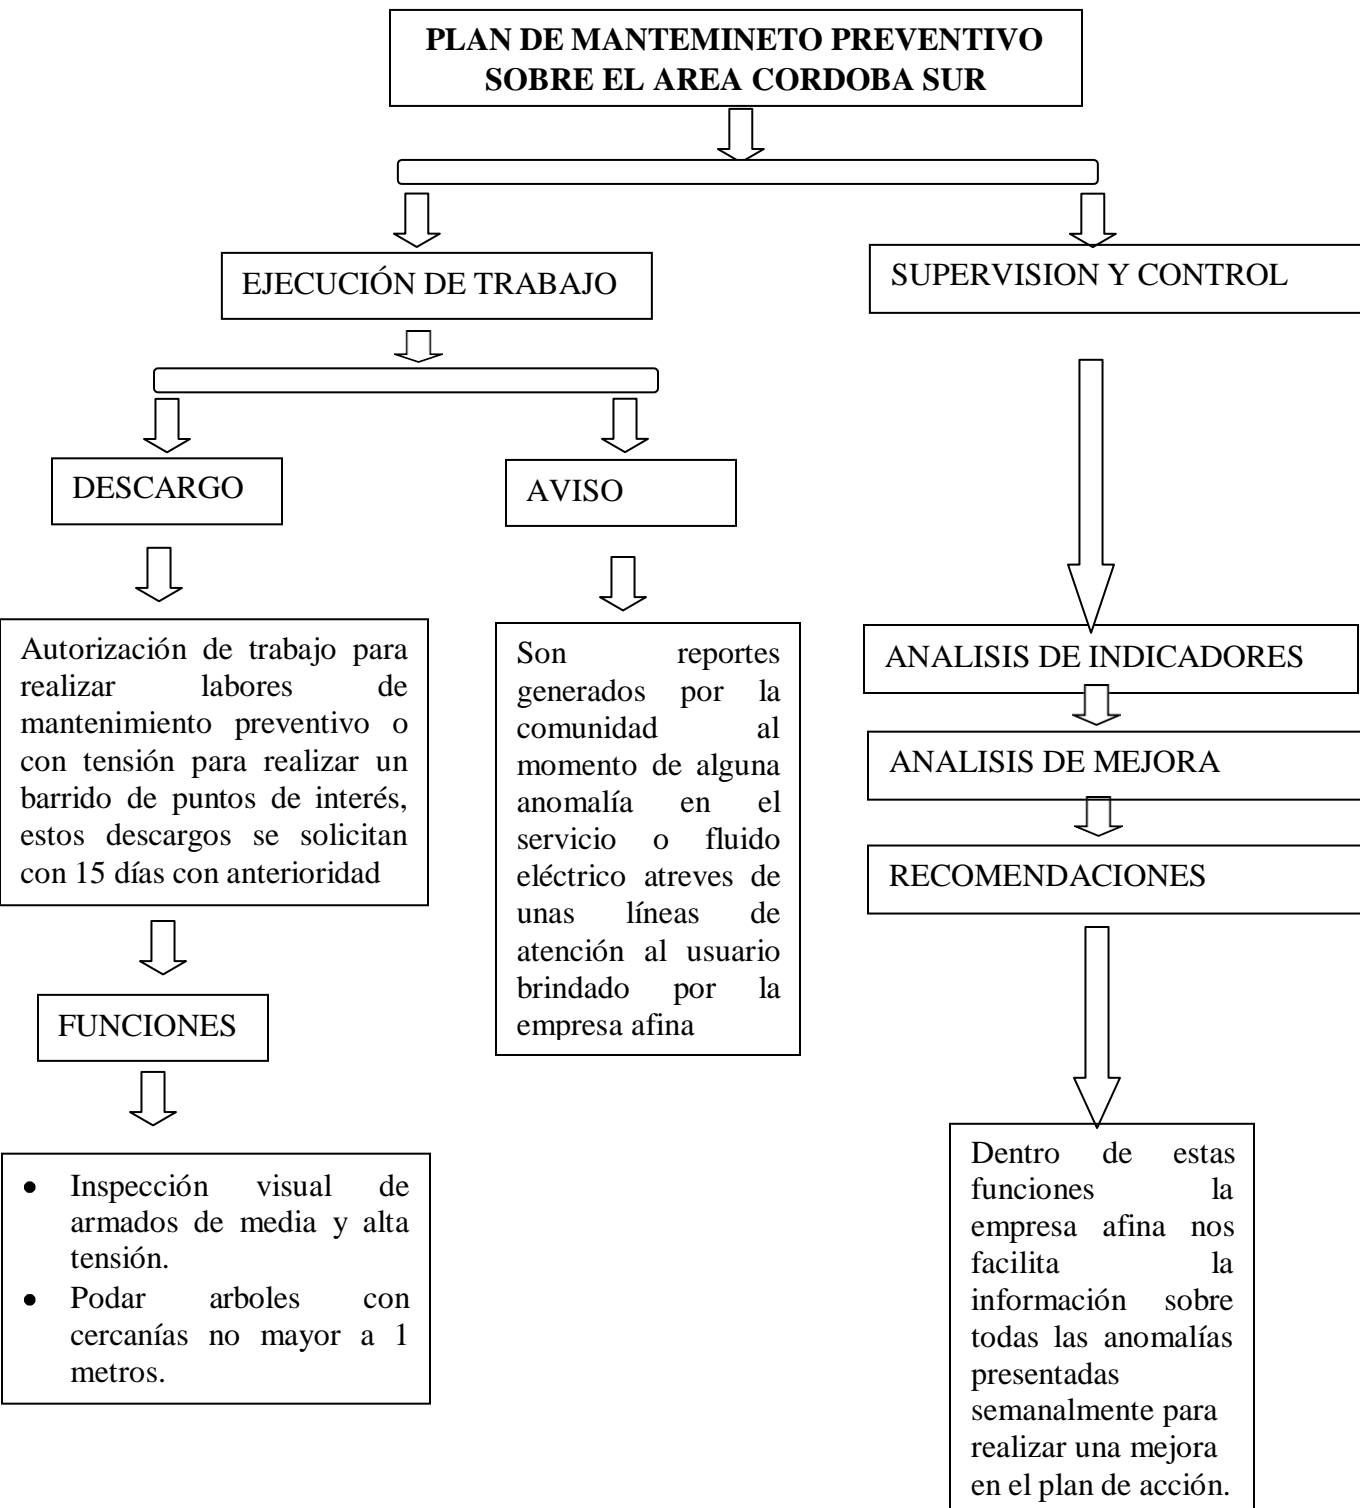 PLAN DE MANTEMINETO PREVENTIVO
SOBRE EL AREA CORDOBA SUR
EJECUCIÓN DE TRABAJO
SUPERVISION Y CONTROL
DESCARGO
AVISO
Autorización de trabajo para
realizar labores de
mantenimiento preventivo o
con tensión para realizar un
barrido de puntos de interés,
estos descargos se solicitan
con 15 días con anterioridad
Son reportes
generados por la
comunidad al
momento de alguna
anomalía en el
servicio o fluido
eléctrico atreves de
unas líneas de
atención al usuario
brindado por la
empresa afina
ANALISIS DE INDICADORES
ANALISIS DE MEJORA
RECOMENDACIONES
FUNCIONES
• Inspección visual de
armados de media y alta
tensión.
• Podar arboles con
cercanías no mayor a 1
metros.
Dentro de estas
funciones la
empresa afina nos
facilita la
información sobre
todas las anomalías
presentadas
semanalmente para
realizar una mejora
en el plan de acción.